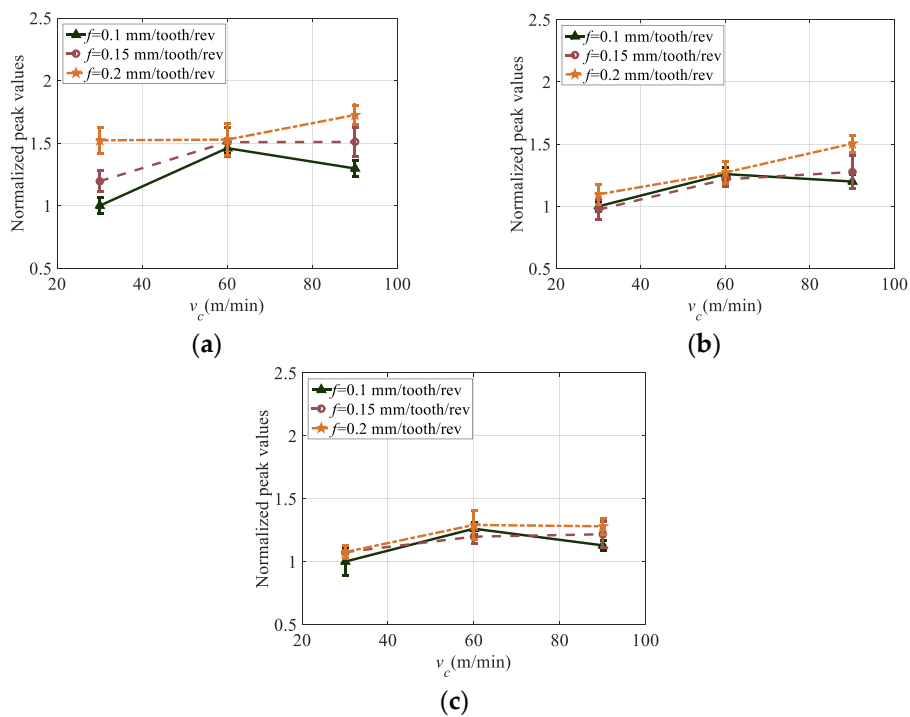 2.5
2
1.5
1
0.5
Normalized peak values
f=0.1 mm/tooth/rev
f=0.15 mm/tooth/rev
f=0.2 mm/tooth/rev
20 40 60 80 100
v_c(m/min)
(a)
2.5
2
1.5
1
0.5
Normalized peak values
f=0.1 mm/tooth/rev
f=0.15 mm/tooth/rev
f=0.2 mm/tooth/rev
20 40 60 80 100
v_c(m/min)
(b)
2.5
2
1.5
1
0.5
Normalized peak values
f=0.1 mm/tooth/rev
f=0.15 mm/tooth/rev
f=0.2 mm/tooth/rev
20 40 60 80 100
v_c(m/min)
(c)